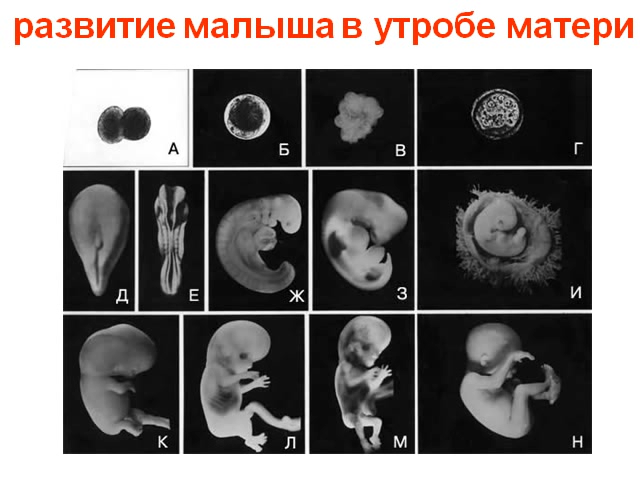 развитие малыша в утробе матери
А Б В Г
Д Е Ж З И
К Л М Н